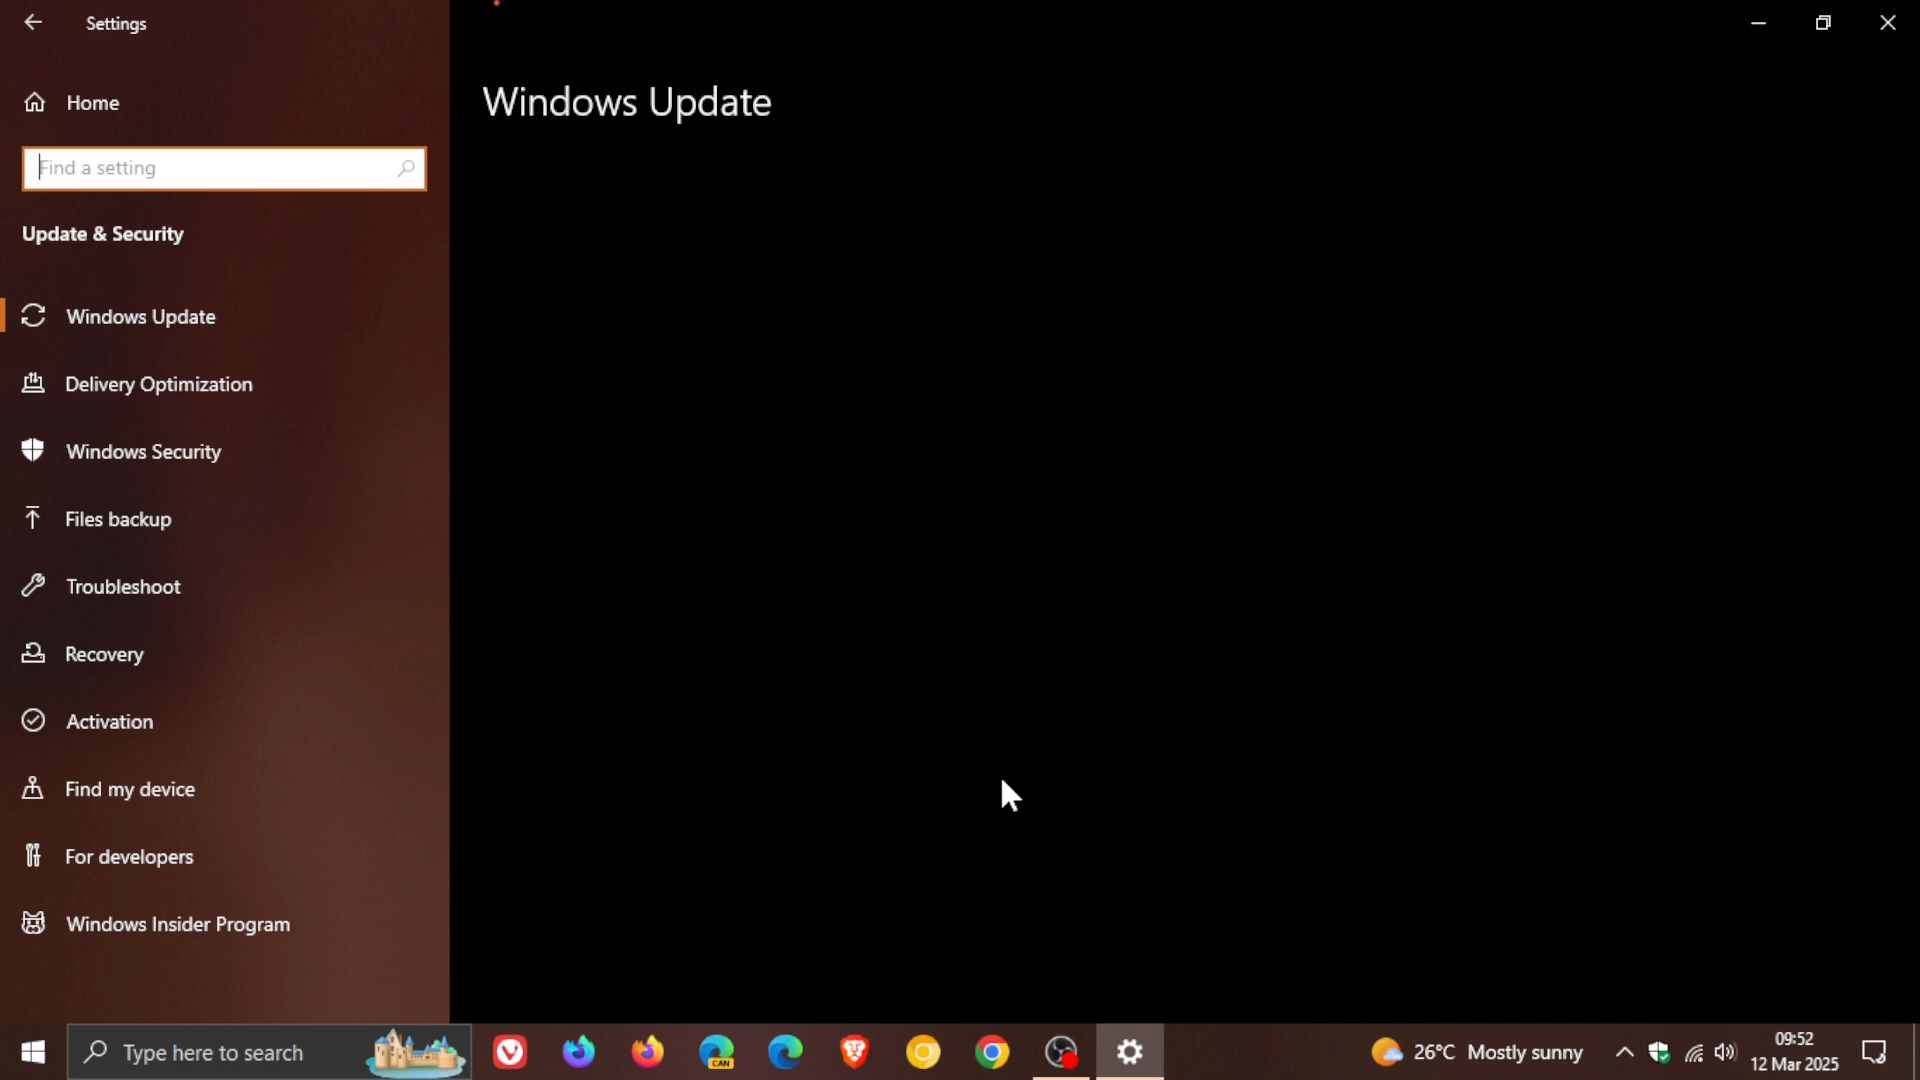 Settings
Home
Find a setting
Update & Security
Windows Update
Delivery Optimization
Windows Security
Files backup
Troubleshoot
Recovery
Activation
Find my device
For developers
Windows Insider Program
Windows Update
Type here to search
CAN
26°C Mostly sunny
09:52
12 Mar 2025